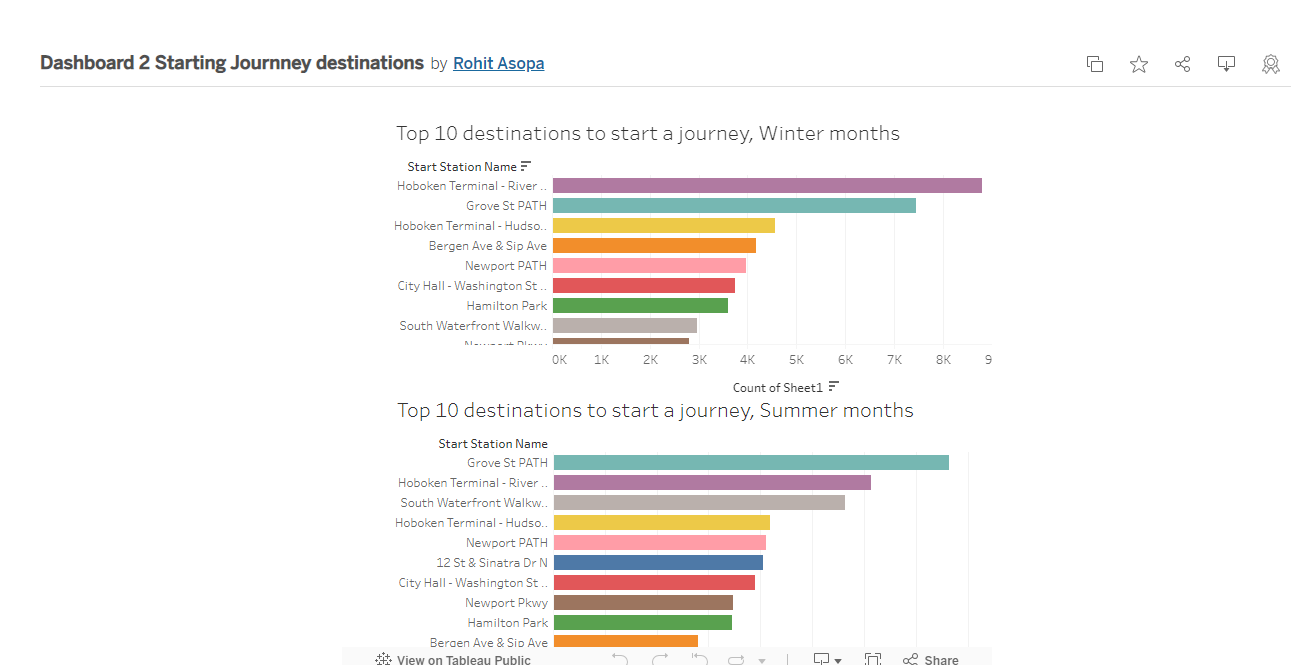 Dashboard 2 Starting Journney destinations by Rohit Asopa
Top 10 destinations to start a journey, Winter months
Start Station Name
Hoboken Terminal - River ..
Grove St PATH
Hoboken Terminal - Hudso..
Bergen Ave & Sip Ave
Newport PATH
City Hall - Washington St ..
Hamilton Park
South Waterfront Walkw..
Newport Pkwy
0K 1K 2K 3K 4K 5K 6K 7K 8K 9
Count of Sheet1
Top 10 destinations to start a journey, Summer months
Start Station Name
Grove St PATH
Hoboken Terminal - River ..
South Waterfront Walkw..
Hoboken Terminal - Hudso..
Newport PATH
12 St & Sinatra Dr N
City Hall - Washington St ..
Newport Pkwy
Hamilton Park
Bergen Ave & Sip Ave
View on Tableau Public
Share